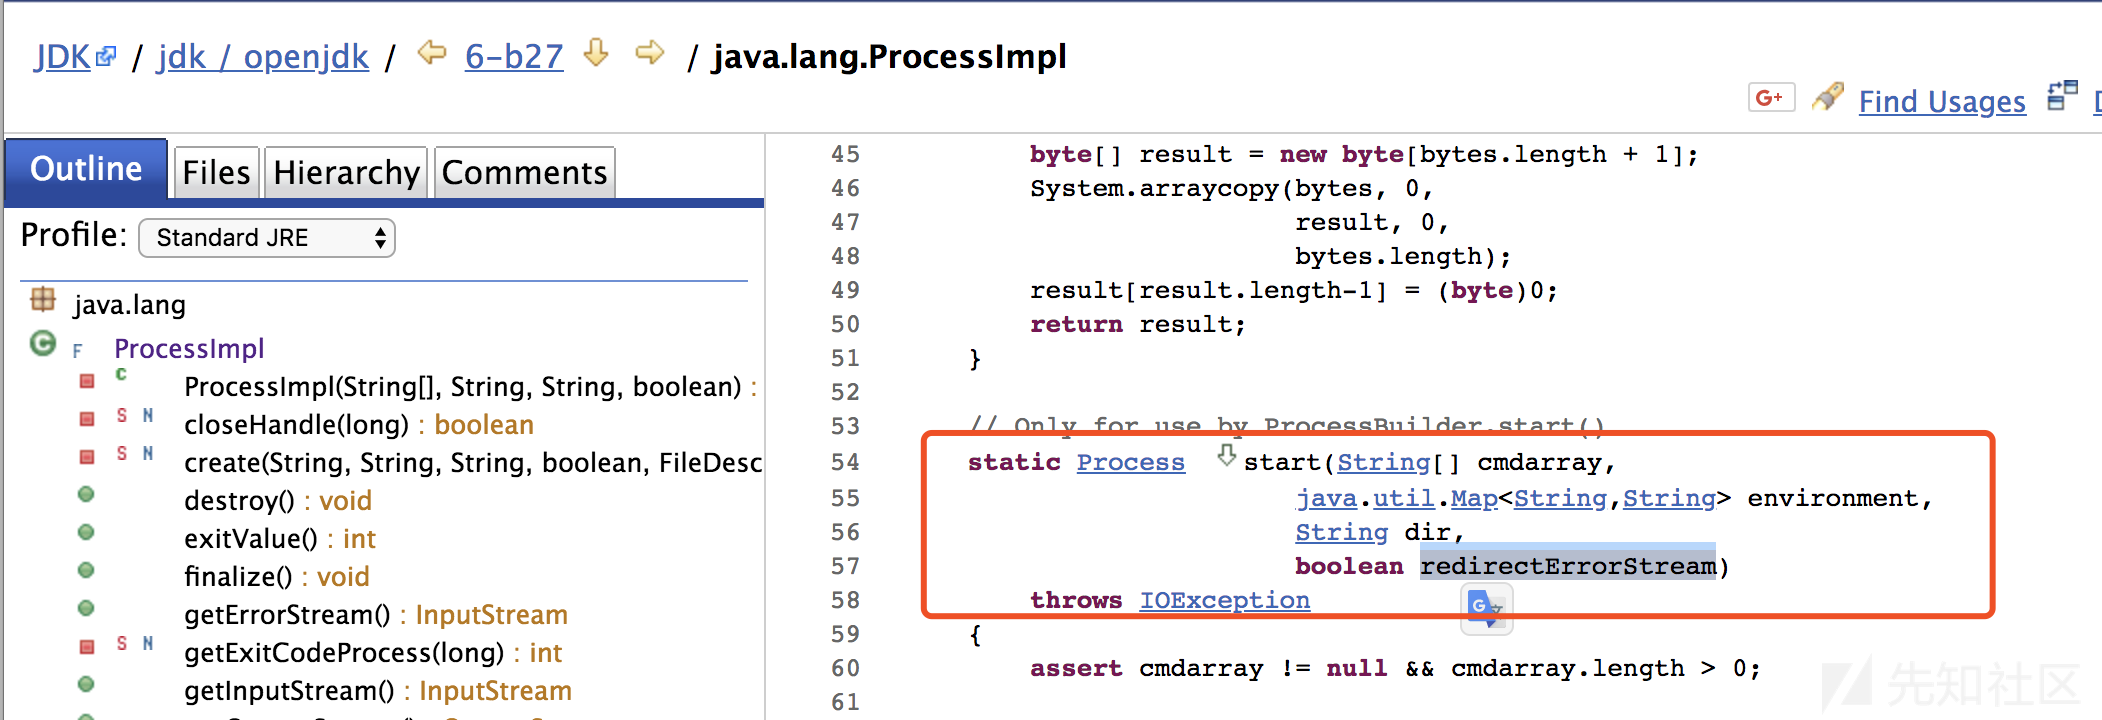 JDK / jdk / openjdk / 6-b27 / java.lang.ProcessImpl
G+ Find Usages
Outline Files Hierarchy Comments
Profile: Standard JRE
java.lang
C F ProcessImpl
C ProcessImpl(String[], String, String, boolean) :
S N closeHandle(long) : boolean
S N create(String, String, String, boolean, FileDesc
destroy() : void
exitValue() : int
finalize() : void
getErrorStream() : InputStream
S N getExitCodeProcess(long) : int
getInputStream() : InputStream
45 byte[] result = new byte[bytes.length + 1];
46 System.arraycopy(bytes, 0,
47 result, 0,
48 bytes.length);
49 result[result.length-1] = (byte)0;
50 return result;
51 }
52
53 // Only for use by ProcessBuilder.start()
54 static Process start(String[] cmdarray,
55 java.util.Map<String,String> environment,
56 String dir,
57 boolean redirectErrorStream)
58 throws IOException
59 {
60 assert cmdarray != null && cmdarray.length > 0;
61
先知社区